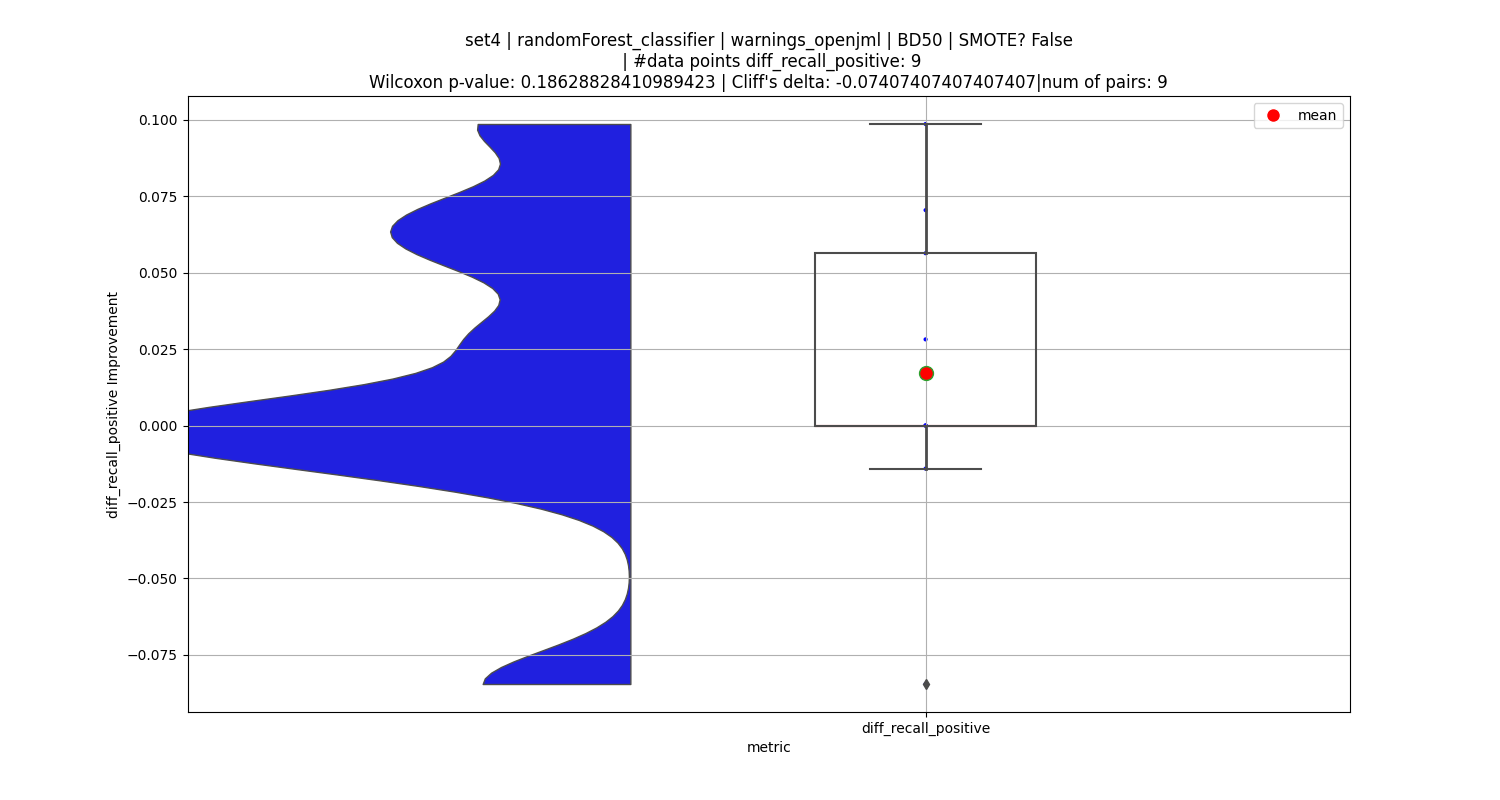 set4 | randomForest_classifier | warnings_openjml | BD50 | SMOTE? False
| #data points diff_recall_positive: 9
Wilcoxon p-value: 0.18628828410989423 | Cliff's delta: -0.07407407407407407|num of pairs: 9
mean
0.100
0.075
0.050
0.025
0.000
−0.025
−0.050
−0.075
diff_recall_positive Improvement
diff_recall_positive
metric